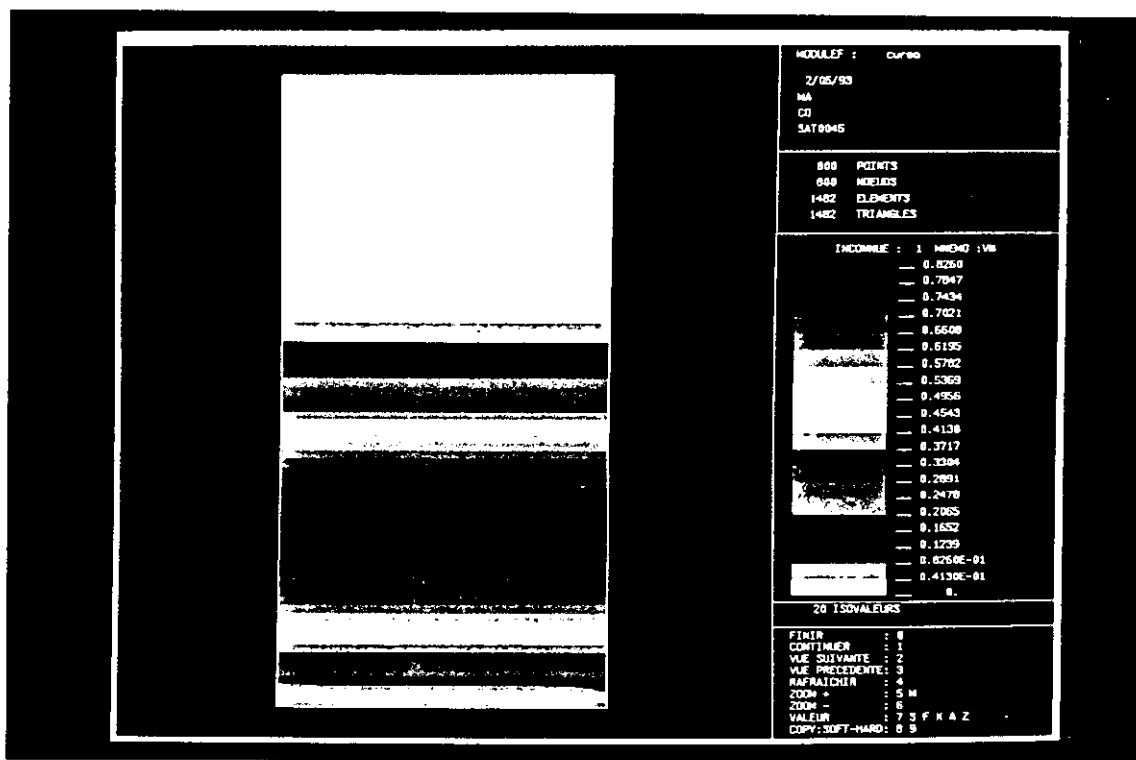 MODULEF : cureo
2/05/93
MA
CO
SAT0045
800 POINTS
800 NOEUDS
1482 ELEMENTS
1482 TRIANGLES
INCONNUE : 1 MNEMO :VN
0.8260
0.7847
0.7434
0.7021
0.6608
0.6195
0.5782
0.5369
0.4956
0.4543
0.4130
0.3717
0.3304
0.2891
0.2478
0.2065
0.1652
0.1239
0.8260E-01
0.4130E-01
0.
20 ISOVALEURS
FINIR : 0
CONTINUER : 1
VUE SUIVANTE : 2
VUE PRECEDENTE: 3
RAFRAICHIR : 4
ZOOM + : 5 M
ZOOM - : 6
VALEUR : 7 3 F K A Z
COPY:SOFT-HARD: 8 9